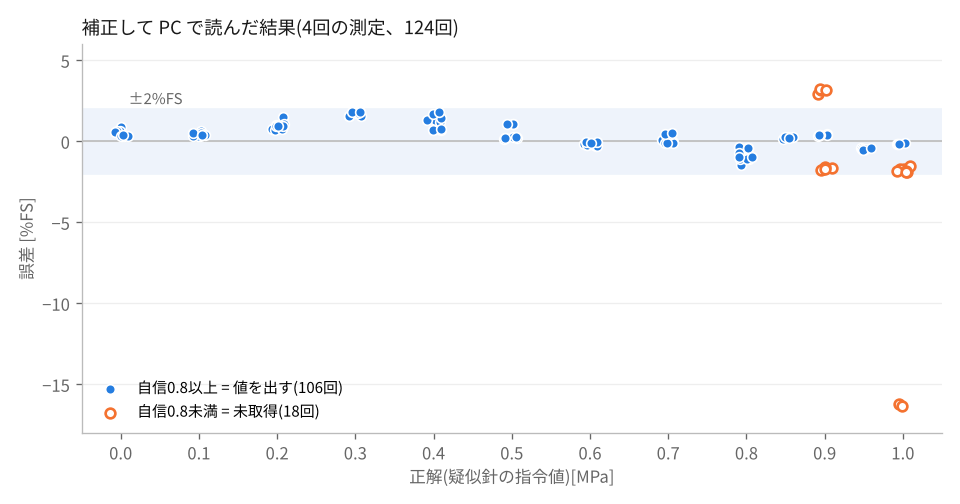 補正して PC で読んだ結果(4回の測定、124回)
5
0
−5
−10
−15
±2%FS
誤差 [%FS]
自信0.8以上 = 値を出す(106回)
自信0.8未満 = 未取得(18回)
0.0 0.1 0.2 0.3 0.4 0.5 0.6 0.7 0.8 0.9 1.0
正解(疑似針の指令値)[MPa]